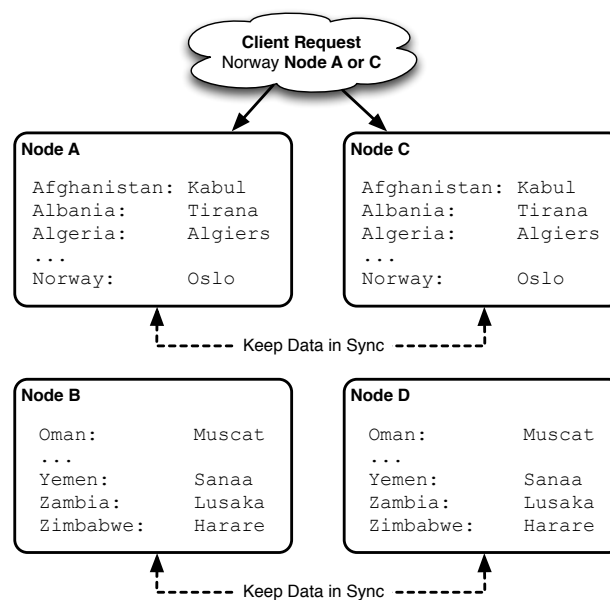 Client Request
Norway Node A or C
Node A
Afghanistan: Kabul
Albania: Tirana
Algeria: Algiers
...
Norway: Oslo
Node C
Afghanistan: Kabul
Albania: Tirana
Algeria: Algiers
...
Norway: Oslo
Keep Data in Sync
Node B
Oman: Muscat
...
Yemen: Sanaa
Zambia: Lusaka
Zimbabwe: Harare
Node D
Oman: Muscat
...
Yemen: Sanaa
Zambia: Lusaka
Zimbabwe: Harare
Keep Data in Sync